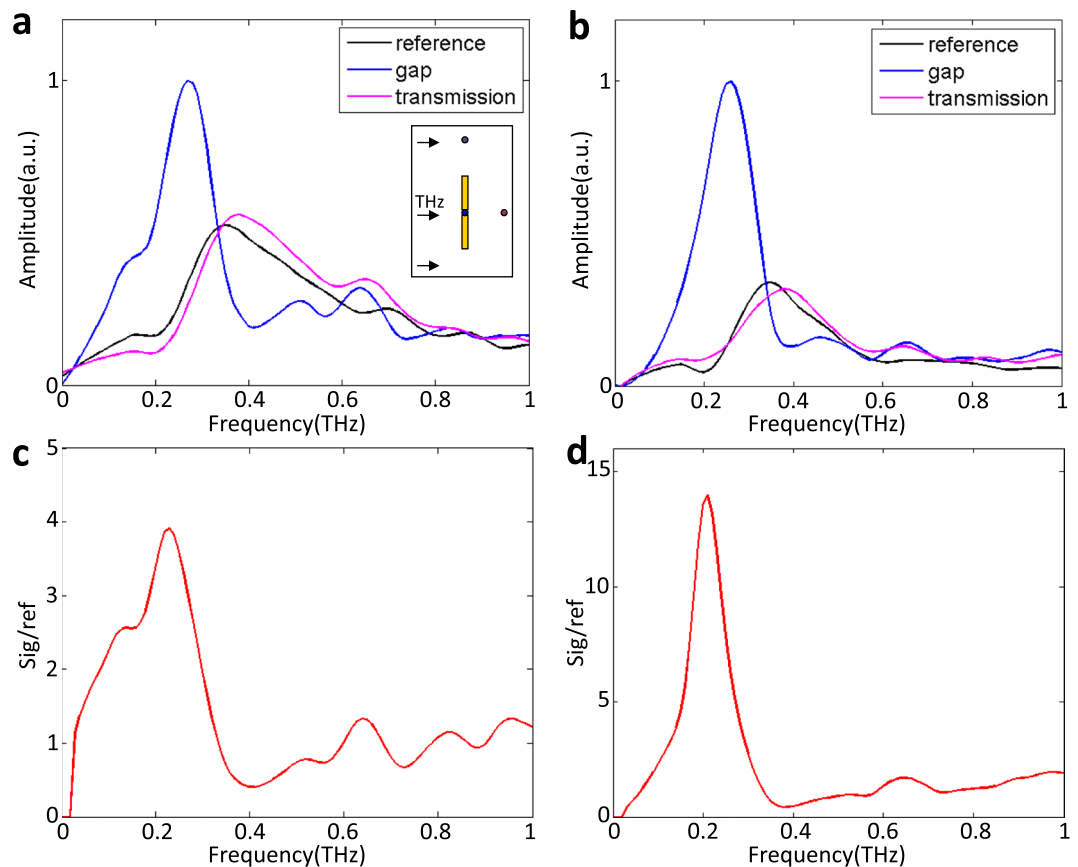 a
Amplitude(a.u.)
1
0
reference
gap
transmission
THz
0 0.2 0.4 0.6 0.8 1
Frequency(THz)
b
Amplitude(a.u.)
1
0
reference
gap
transmission
0 0.2 0.4 0.6 0.8 1
Frequency(THz)
c
Sig/ref
5
4
3
2
1
0
0 0.2 0.4 0.6 0.8 1
Frequency(THz)
d
Sig/ref
15
10
5
0
0 0.2 0.4 0.6 0.8 1
Frequency(THz)